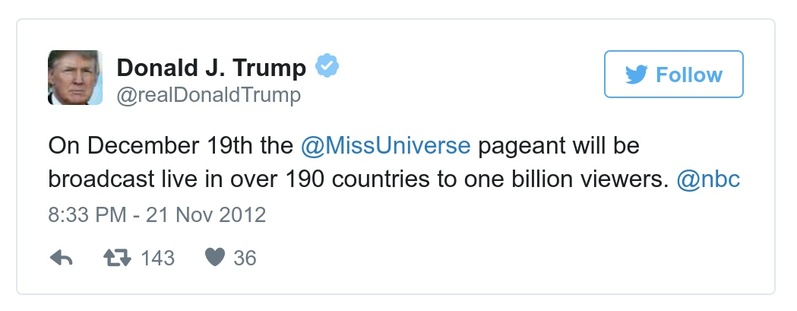 Donald J. Trump
@realDonaldTrump
Follow
On December 19th the @MissUniverse pageant will be
broadcast live in over 190 countries to one billion viewers. @nbc
8:33 PM - 21 Nov 2012
143 36